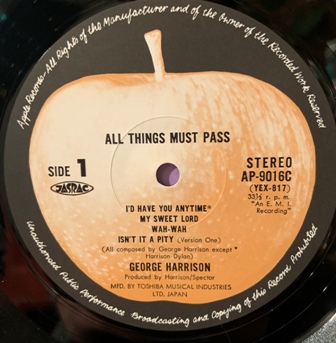 Apple Records - All Rights of the Manufacturer and of the Owner of the Recorded Work Reserved
ALL THINGS MUST PASS
SIDE 1
JASRAC
STEREO
AP-9016C
(YEX-817)
33⅓ r. p. m.
"An E. M. I.
Recording"
I'D HAVE YOU ANYTIME*
MY SWEET LORD
WAH-WAH
ISN'T IT A PITY (Version One)
(All composed by George Harrison except *
Harrison-Dylan)
GEORGE HARRISON
Produced by Harrison/Spector
MFD. BY TOSHIBA MUSICAL INDUSTRIES
LTD. JAPAN
Unauthorised Public Performance Broadcasting and Copying of this Record Prohibited